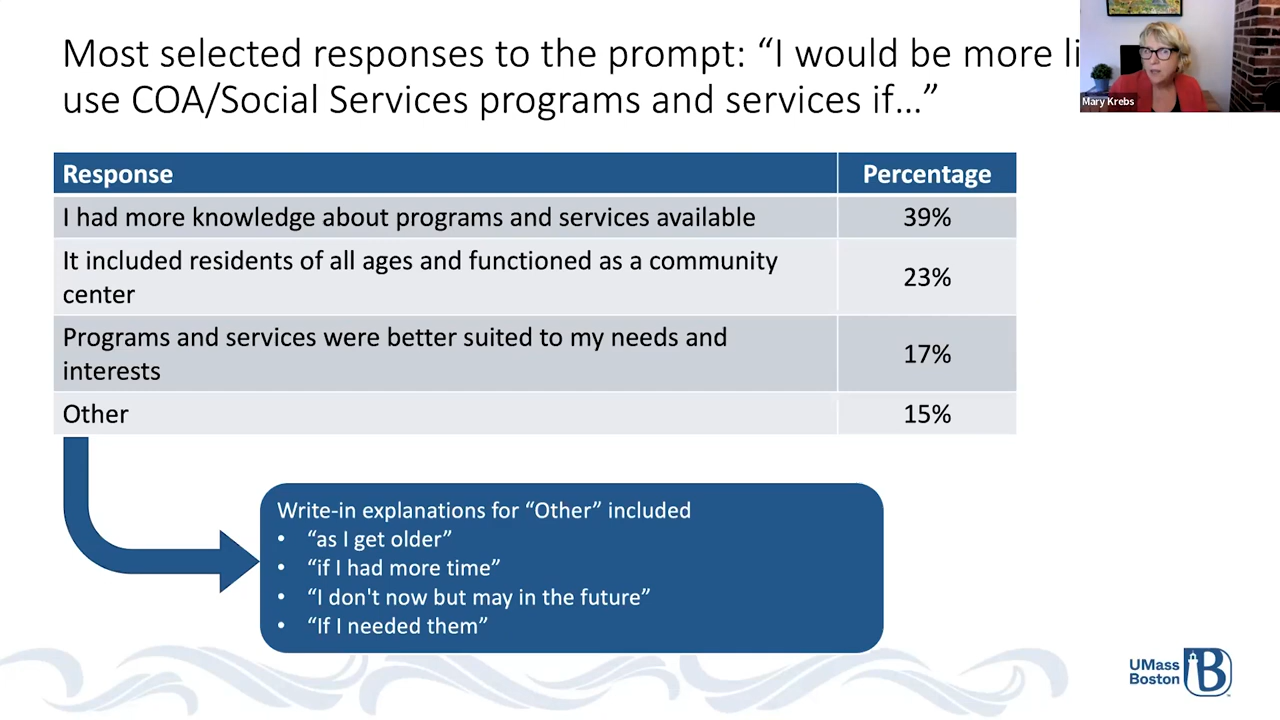 Most selected responses to the prompt: “I would be more li
use COA/Social Services programs and services if…”
Mary Krebs
Response Percentage
I had more knowledge about programs and services available 39%
It included residents of all ages and functioned as a community
center
23%
Programs and services were better suited to my needs and
interests
17%
Other 15%
Write-in explanations for “Other” included
• “as I get older”
• “if I had more time”
• “I don't now but may in the future”
• “If I needed them”
UMass
Boston
B